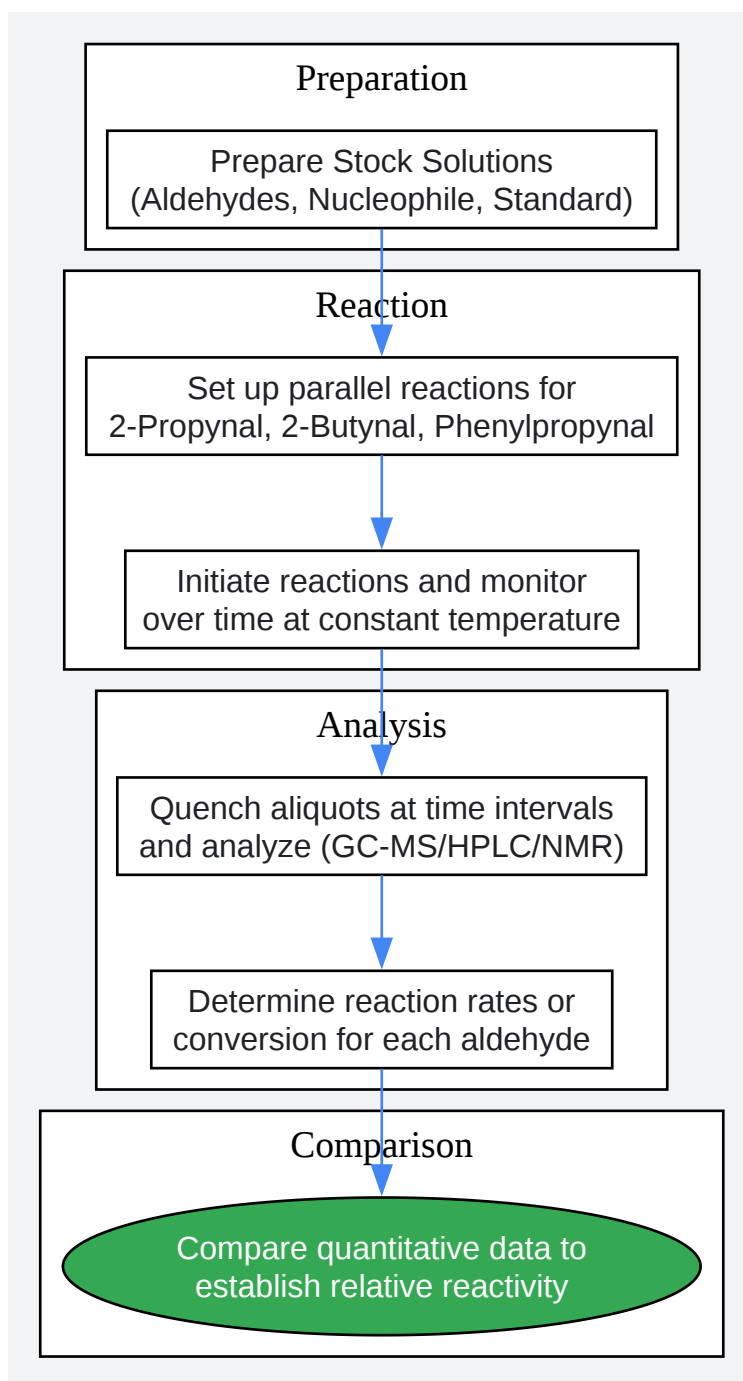 Preparation
Prepare Stock Solutions
(Aldehydes, Nucleophile, Standard)
Reaction
Set up parallel reactions for
2-Propynal, 2-Butynal, Phenylpropynal
Initiate reactions and monitor
over time at constant temperature
Analysis
Quench aliquots at time intervals
and analyze (GC-MS/HPLC/NMR)
Determine reaction rates or
conversion for each aldehyde
Comparison
Compare quantitative data to
establish relative reactivity